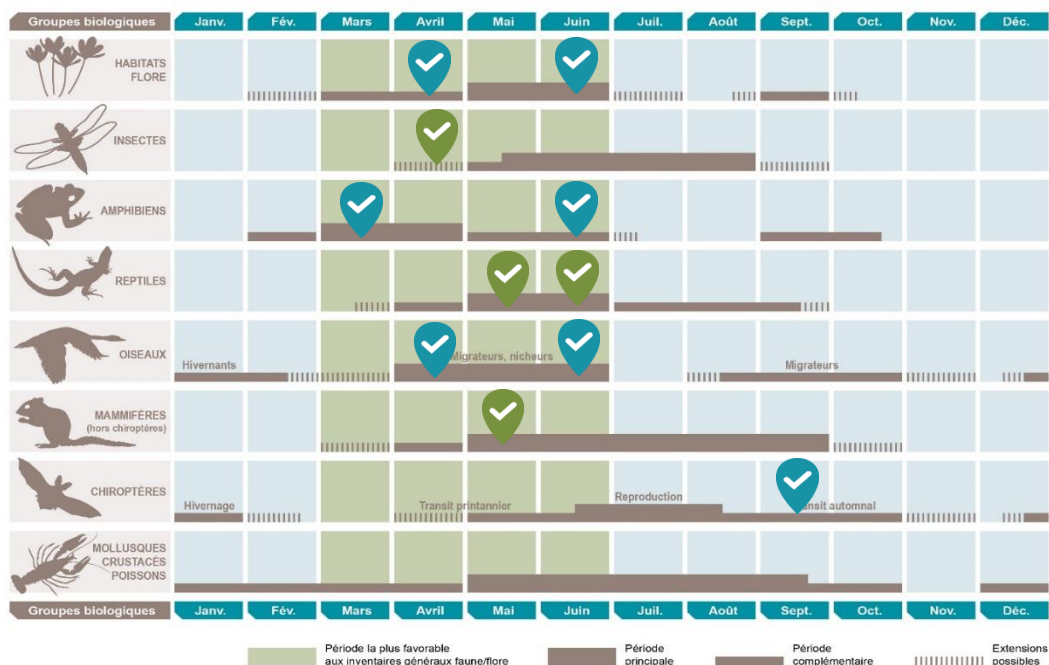 Groupes biologiques Janv. Fév. Mars Avril Mai Juin Juil. Août Sept. Oct. Nov. Déc.
HABITATS
FLORE
INSECTES
AMPHIBIENS
REPTILES
OISEAUX
Hivernants Migrateurs, nicheurs Migrateurs
MAMMIFÈRES
(hors chiroptères)
CHIROPTÈRES
Hivernage Transit printannier Reproduction ansit automnal
MOLLUSQUES
CRUSTACÈS
POISSONS
Groupes biologiques Janv. Fév. Mars Avril Mai Juin Juil. Août Sept. Oct. Nov. Déc.
Période la plus favorable
aux inventaires généraux faune/flore
Période
principale
Période
complémentaire
Extensions
possibles